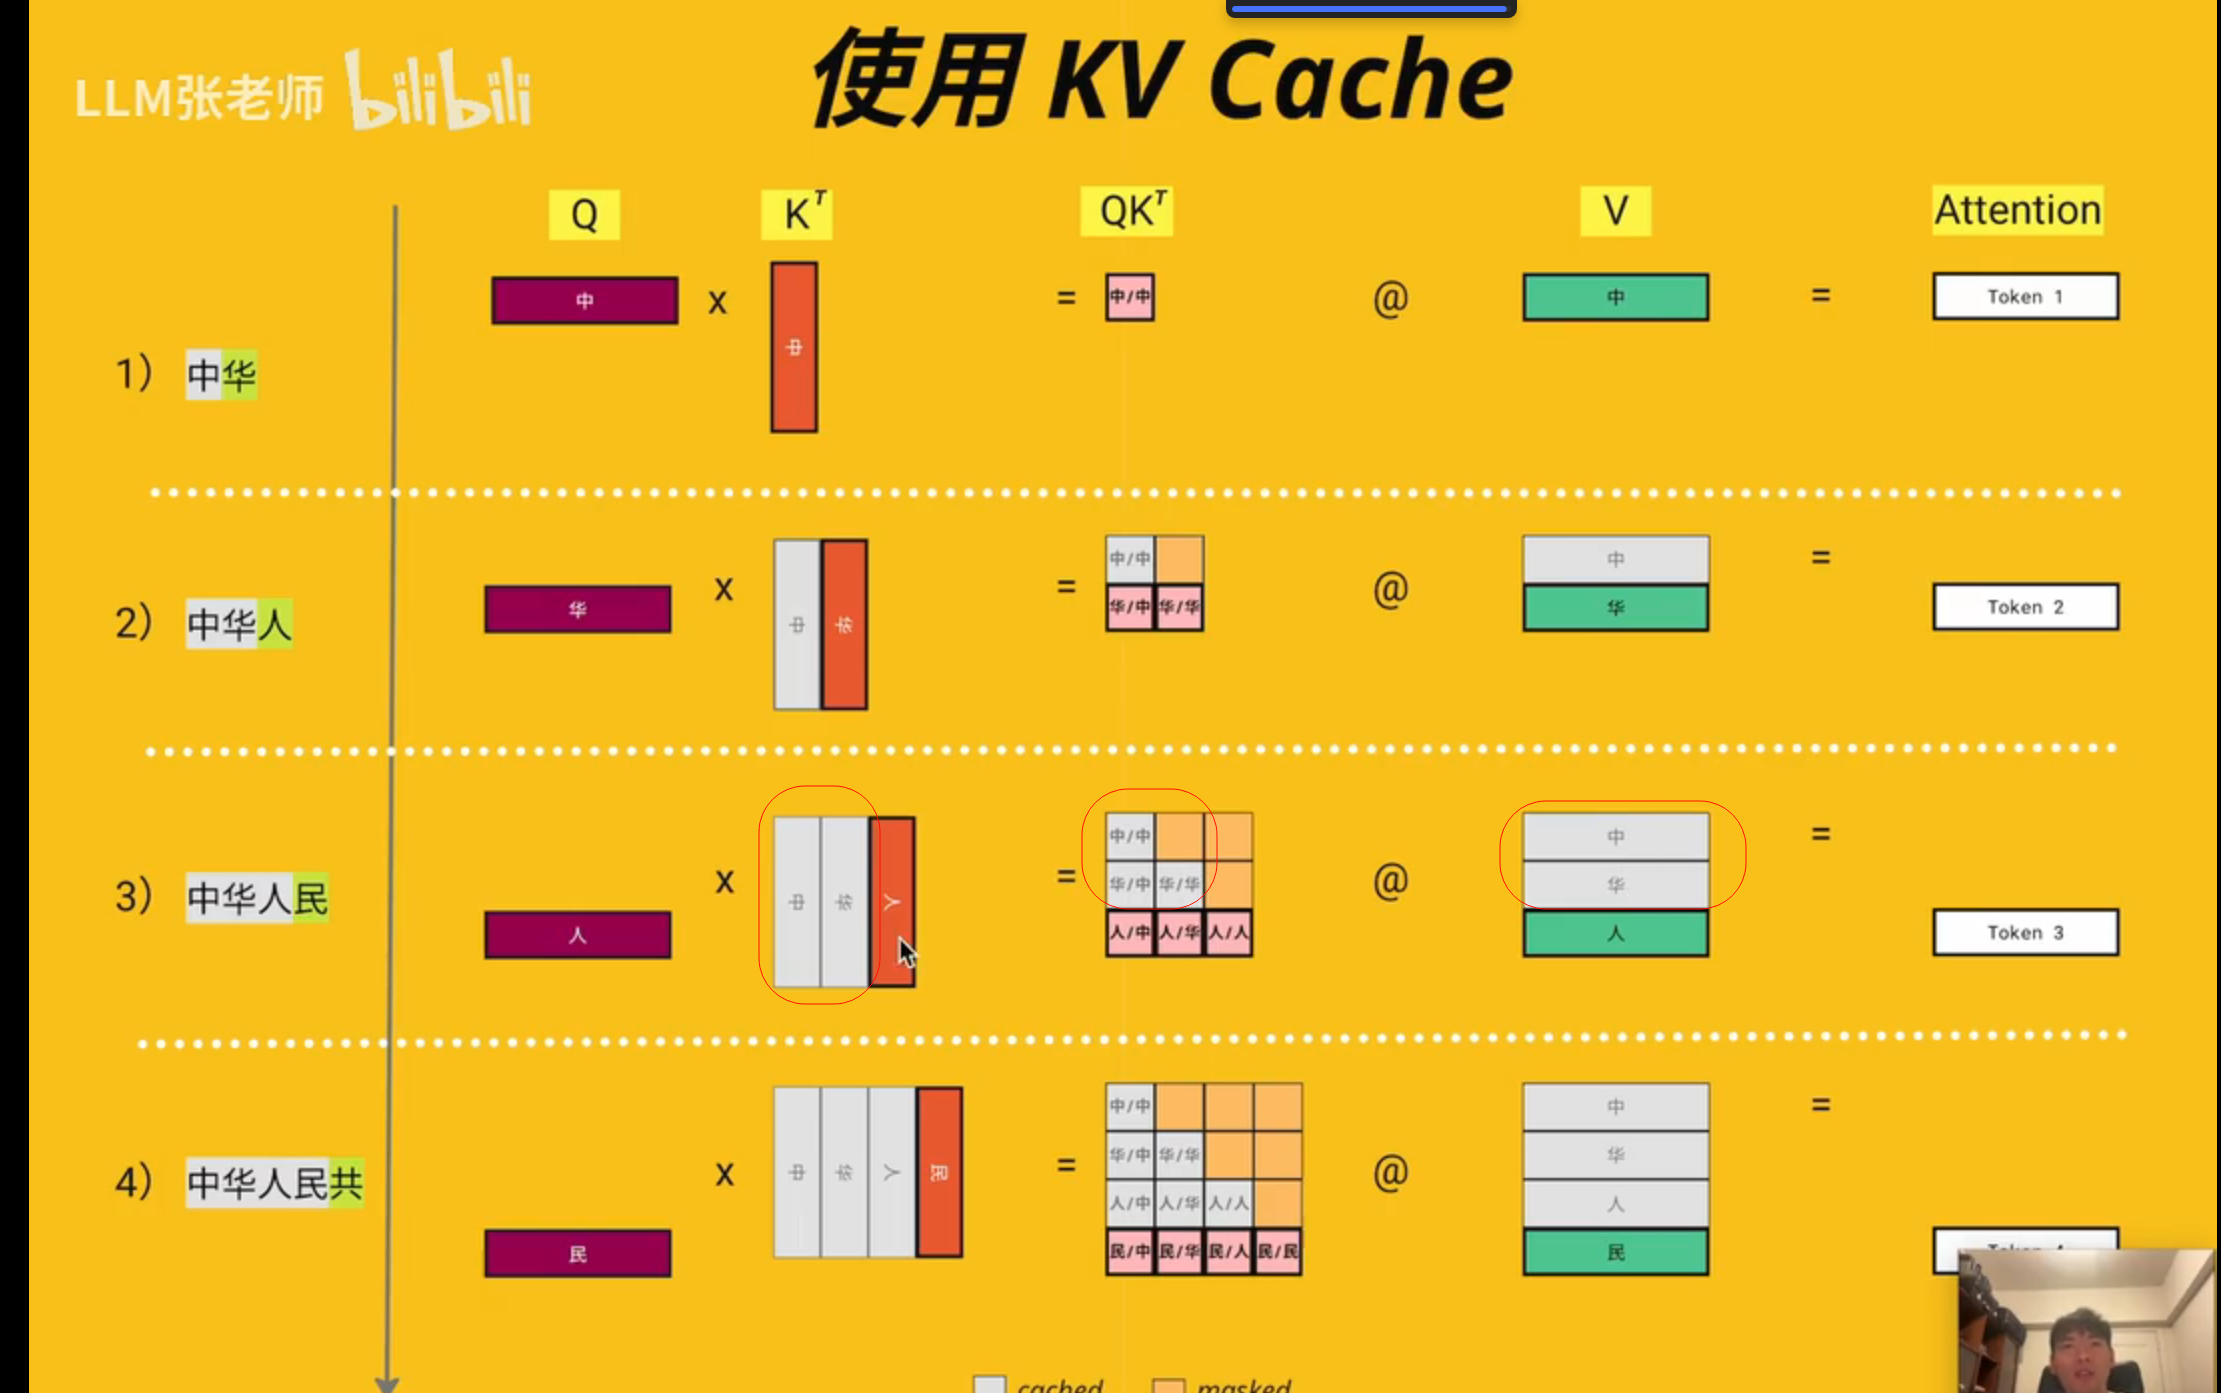 使用 KV Cache
LLM张老师 bilibili
Q
K^T
QK^T
V
Attention
1) 中华
中 x 中 = 中/中 @ 中 = Token 1
2) 中华人
华 x 中 华 =
中/中
华/中 华/华
@
中
华
=
Token 2
3) 中华人民
人 x 中 华 人 =
中/中
华/中 华/华
人/中 人/华 人/人
@
中
华
人
=
Token 3
4) 中华人民共
民 x 中 华 人 民 =
中/中
华/中 华/华
人/中 人/华 人/人
民/中 民/华 民/人 民/民
@
中
华
人
民
=
cached
masked